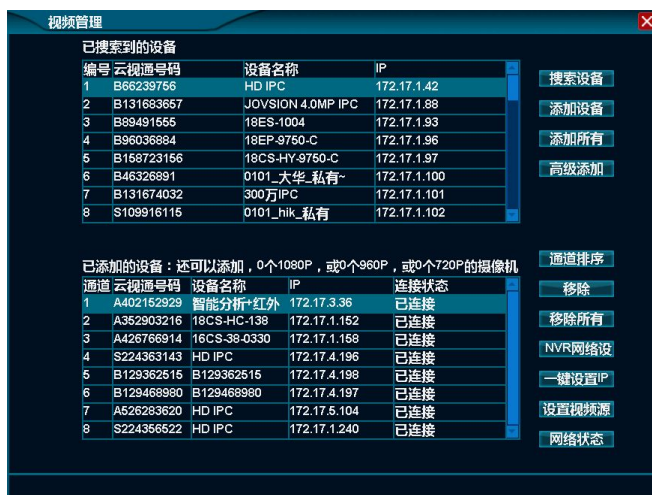 视频管理
已搜索到的设备
编号 云视通号码 设备名称 IP
1 B66239756 HD IPC 172.17.1.42
2 B131683657 JOVSION 4.0MP IPC 172.17.1.88
3 B89491555 18ES-1004 172.17.1.93
4 B96036884 18EP-9750-C 172.17.1.96
5 B158723156 18CS-HY-9750-C 172.17.1.97
6 B46326891 0101_大华_私有~ 172.17.1.100
7 B131674032 300万IPC 172.17.1.101
8 S109916115 0101_hik_私有 172.17.1.102
搜索设备
添加设备
添加所有
高级添加
已添加的设备：还可以添加，0个1080P，或0个960P，或0个720P的摄像机
通道 云视通号码 设备名称 IP 连接状态
1 A402152929 智能分析+红外 172.17.3.36 已连接
2 A352903216 18CS-HC-138 172.17.1.152 已连接
3 A426766914 16CS-38-0330 172.17.1.158 已连接
4 S224363143 HD IPC 172.17.4.196 已连接
5 B129362515 B129362515 172.17.4.198 已连接
6 B129468980 B129468980 172.17.4.197 已连接
7 A526283620 HD IPC 172.17.5.104 已连接
8 S224356522 HD IPC 172.17.1.240 已连接
通道排序
移除
移除所有
NVR网络设
一键设置IP
设置视频源
网络状态